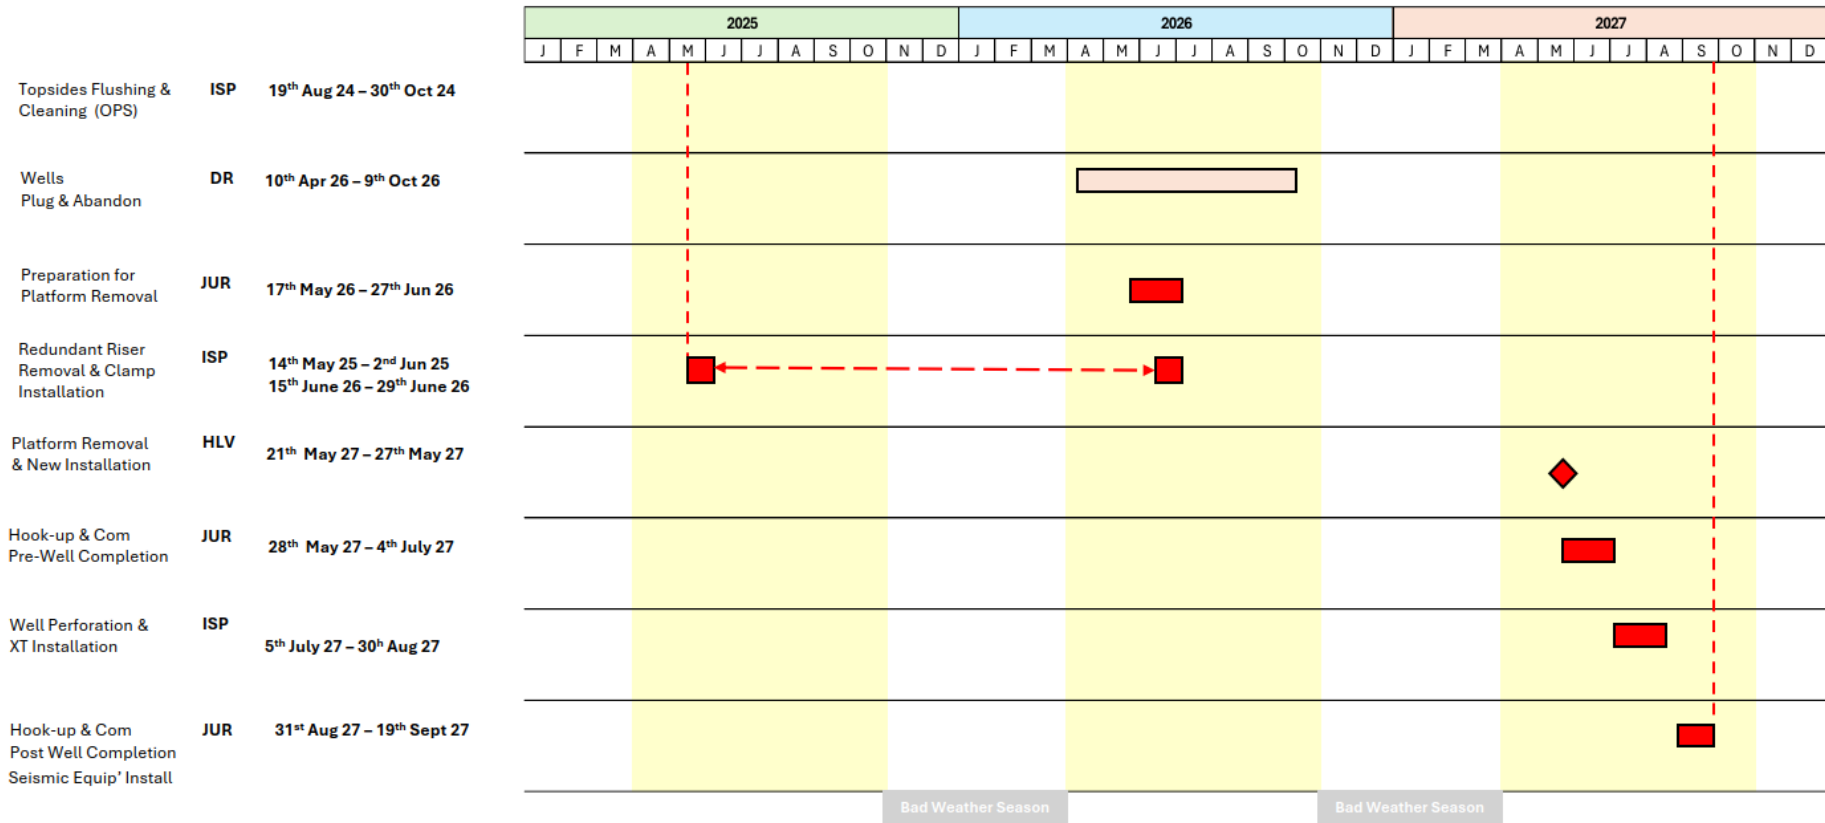 2025 2026 2027
J F M A M J J A S O N D J F M A M J J A S O N D J F M A M J J A S O N D
Topsides Flushing & ISP 19th Aug 24 – 30th Oct 24
Cleaning (OPS)
Wells DR 10th Apr 26 – 9th Oct 26
Plug & Abandon
Preparation for JUR 17th May 26 – 27th Jun 26
Platform Removal
Redundant Riser ISP 14th May 25 – 2nd Jun 25
Removal & Clamp 15th June 26 – 29th June 26
Installation
Platform Removal HLV 21th May 27 – 27th May 27
& New Installation
Hook-up & Com JUR 28th May 27 – 4th July 27
Pre-Well Completion
Well Perforation & ISP 5th July 27 – 30h Aug 27
XT Installation
Hook-up & Com JUR 31st Aug 27 – 19th Sept 27
Post Well Completion
Seismic Equip' Install
Bad Weather Season Bad Weather Season